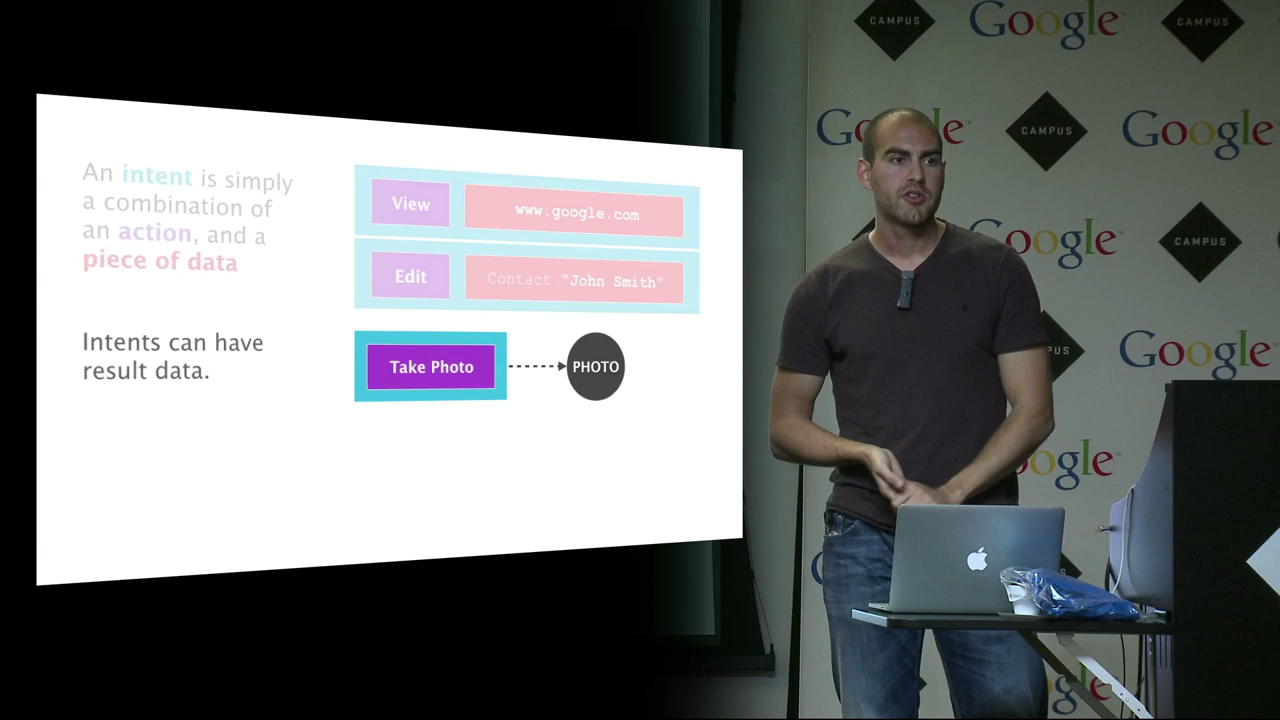 An intent is simply
a combination of
an action, and a
piece of data
View
www.google.com
Edit
Contact “John Smith”
Intents can have
result data.
Take Photo
PHOTO
CAMPUS
Google
CAMPUS
Google
CAMPUS
Google
Google
CAMPUS
Google
Google
Google